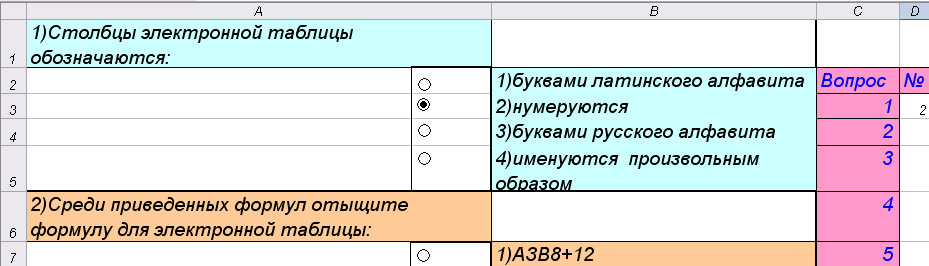 A B C D
1 1)Столбцы электронной таблицы
обозначаются:
2 1)буквами латинского алфавита Вопрос №
3 2)нумеруются 1 2
4 3)буквами русского алфавита 2
5 4)именуются произвольным 3
образом
6 2)Среди приведенных формул отыщите 4
формулу для электронной таблицы:
7 1)АЗВ8+12 5